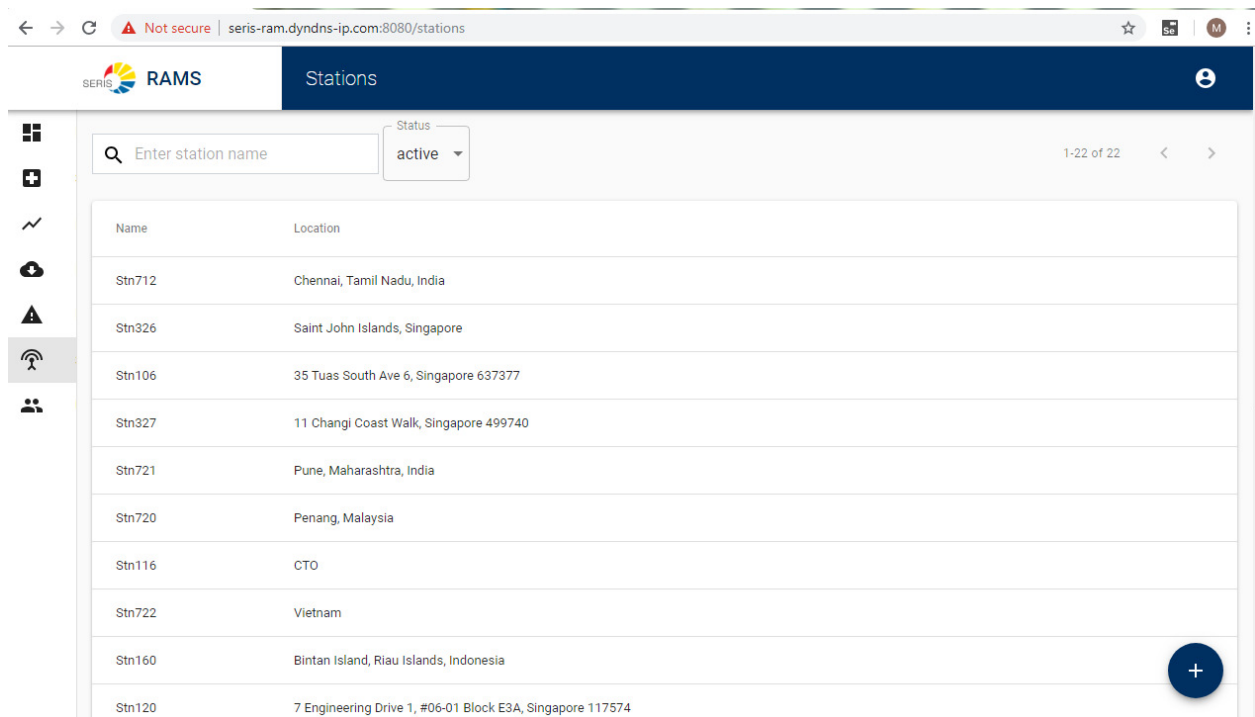 Not secure | seris-ram.dyndns-ip.com:8080/stations
Se
M
SERIS RAMS
Stations
Status
Enter station name
active
1-22 of 22
Name Location
Stn712 Chennai, Tamil Nadu, India
Stn326 Saint John Islands, Singapore
Stn106 35 Tuas South Ave 6, Singapore 637377
Stn327 11 Changi Coast Walk, Singapore 499740
Stn721 Pune, Maharashtra, India
Stn720 Penang, Malaysia
Stn116 CTO
Stn722 Vietnam
Stn160 Bintan Island, Riau Islands, Indonesia
Stn120 7 Engineering Drive 1, #06-01 Block E3A, Singapore 117574